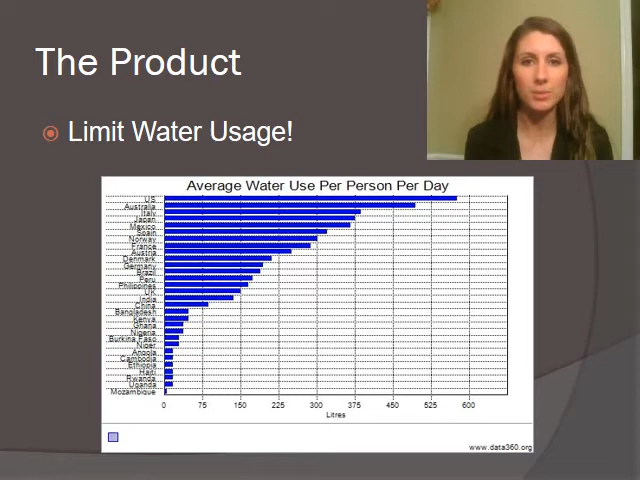 The Product
Limit Water Usage!
Average Water Use Per Person Per Day
US
Australia
Italy
Japan
Mexico
Spain
Norway
France
Austria
Denmark
Germany
Brazil
Peru
Philippines
UK
India
China
Bangladesh
Kenya
Ghana
Nigeria
Burkina Faso
Niger
Angola
Cambodia
Ethiopia
Haiti
Rwanda
Uganda
Mozambique
0 75 150 225 300 375 450 525 600
Litres
www.data360.org